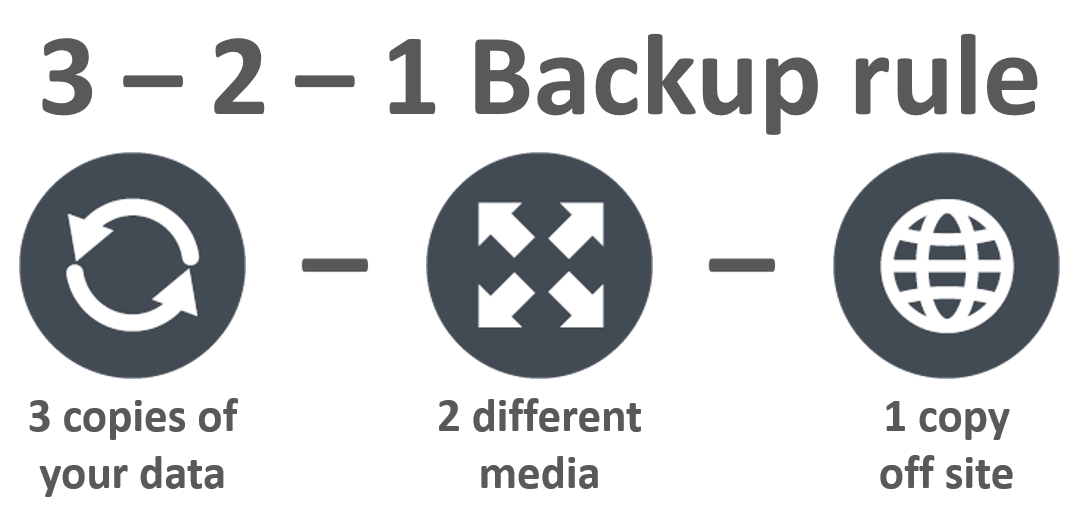 3 – 2 – 1 Backup rule
3 copies of
your data
2 different
media
1 copy
off site